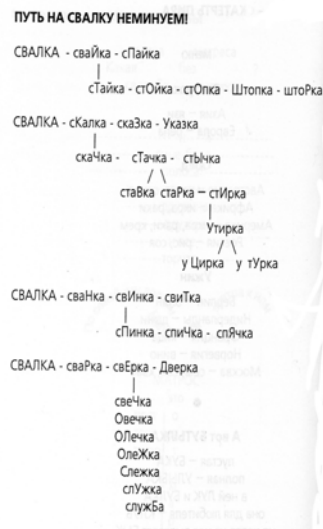 ПУТЬ НА СВАЛКУ НЕМИНУЕМ!
СВАЛКА - сваЙка - сПайка
сТайка - стОйка - стОпка - Штопка - штоРка
СВАЛКА - сКалка - скаЗка - Указка
скаЧка - сТачка - стЫчка
стаВка стаРка – стИрка
Утирка
у Цирка у тУрка
СВАЛКА - сваНка - свИнка - свиТка
сПинка - спиЧка - спЯчка
СВАЛКА - сваРка - свЕрка - Дверка
свеЧка
Овечка
ОЛечка
ОлеЖка
Слежка
слУжка
служБа